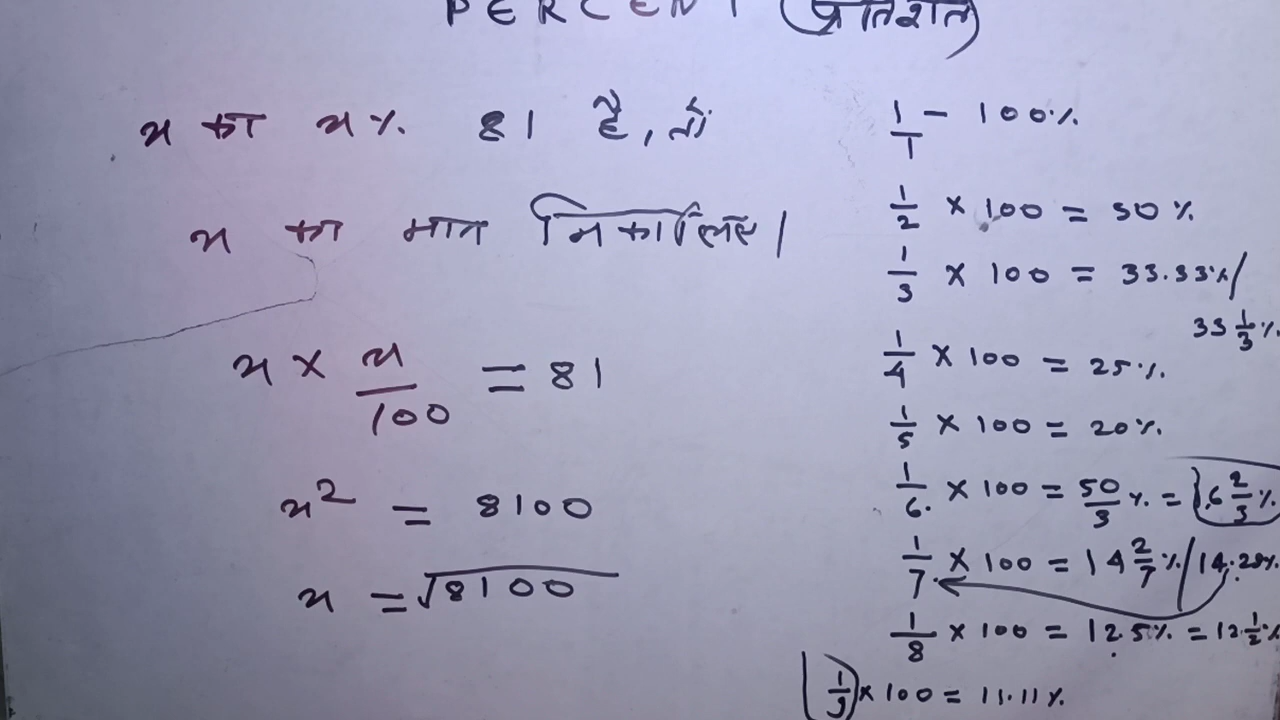 PERCENT (प्रतिशत)
x का x% 81 है, तो
x का मान निकालिए।
x × x/100 = 81
x² = 8100
x = √8100
1/1 - 100%
1/2 × 100 = 50%
1/3 × 100 = 33.33%/
33 1/3%
1/4 × 100 = 25%
1/5 × 100 = 20%
1/6 × 100 = 50/3% = 16 2/3%
1/7 × 100 = 14 2/7%/14.28%
1/8 × 100 = 12.5% = 12 1/2%
1/9 × 100 = 11.11%